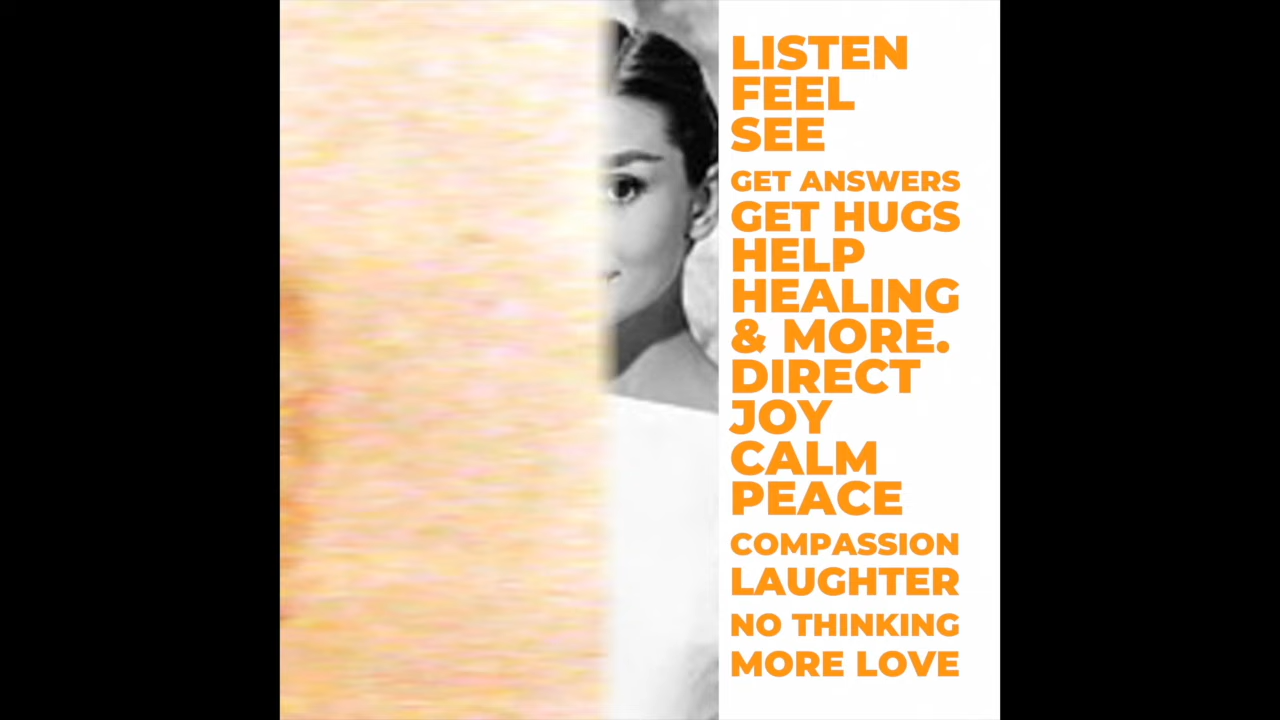 LISTEN
FEEL
SEE
GET ANSWERS
GET HUGS
HELP
HEALING
& MORE.
DIRECT
JOY
CALM
PEACE
COMPASSION
LAUGHTER
NO THINKING
MORE LOVE